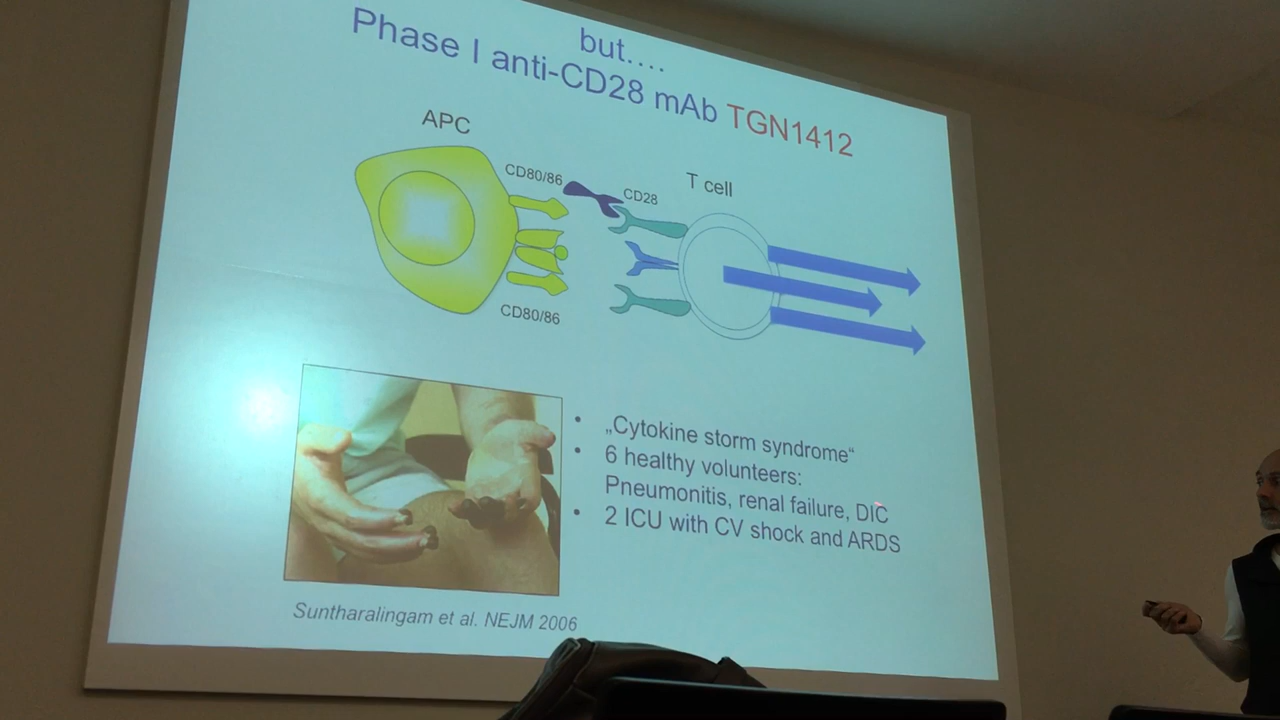 but....
Phase I anti-CD28 mAb TGN1412
APC
CD80/86
CD28
T cell
CD80/86
• „Cytokine storm syndrome“
• 6 healthy volunteers:
Pneumonitis, renal failure, DIC
• 2 ICU with CV shock and ARDS
Suntharalingam et al. NEJM 2006